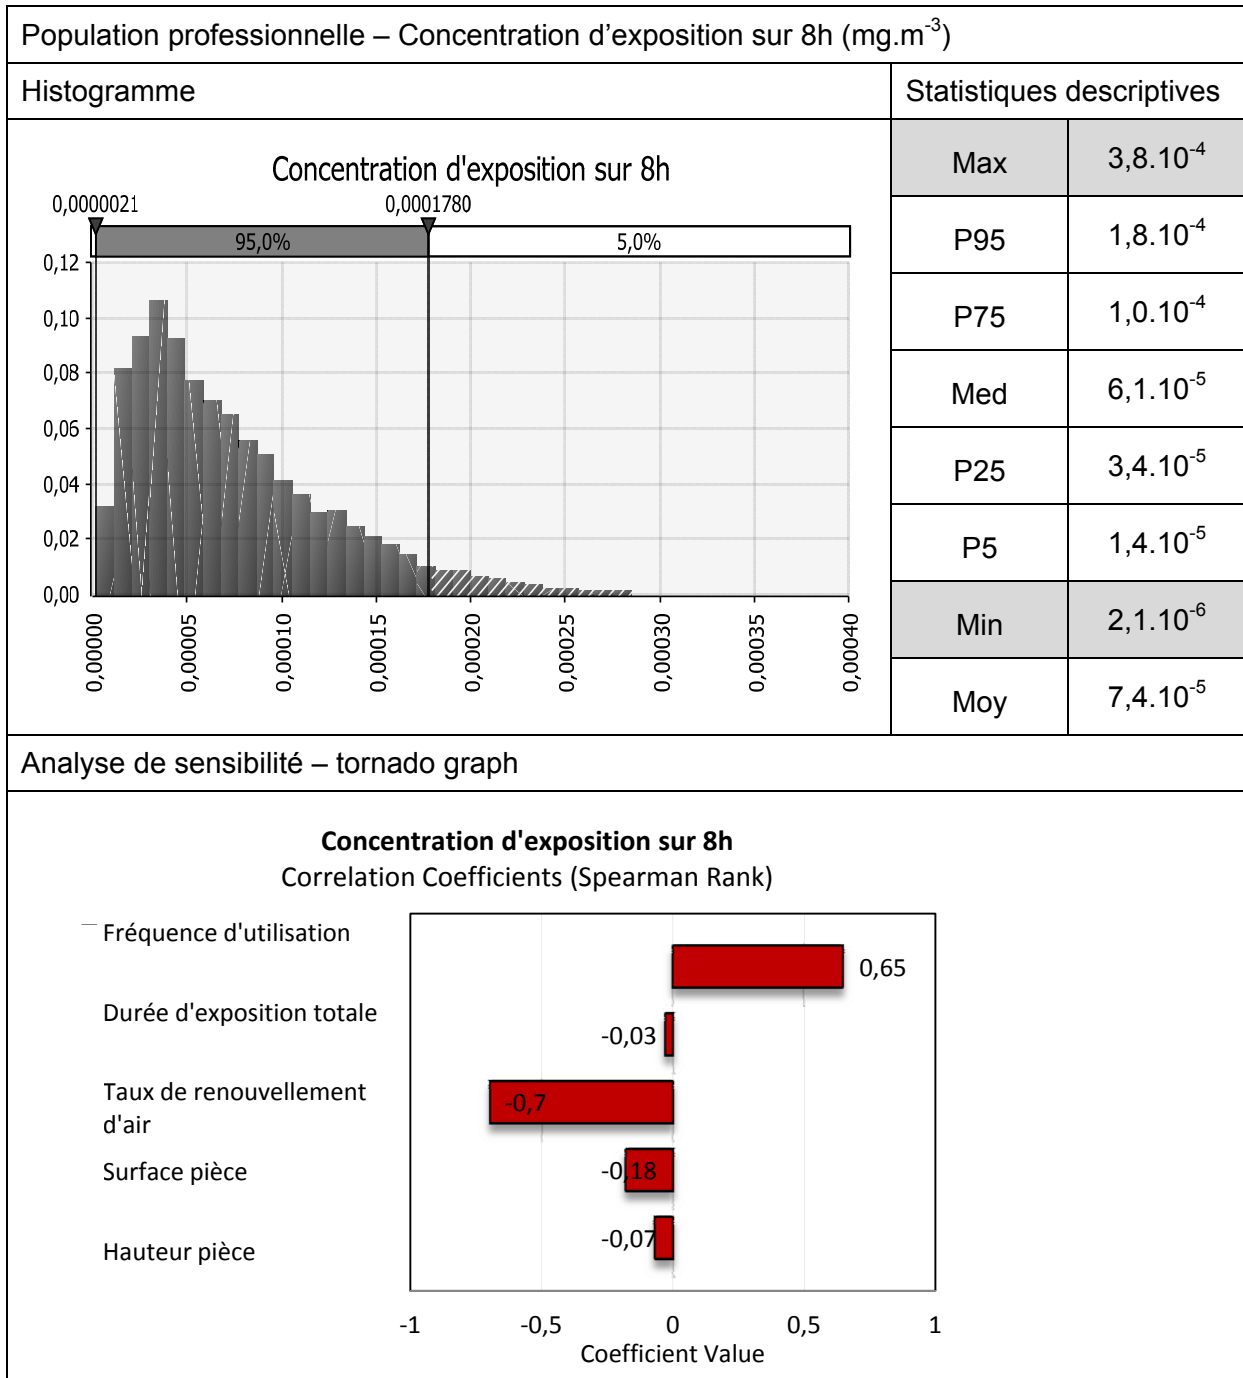 Population professionnelle – Concentration d'exposition sur 8h (mg.m⁻³)
Histogramme
Statistiques descriptives
Concentration d'exposition sur 8h
0,0000021
0,0001780
95,0%
5,0%
0,12
0,10
0,08
0,06
0,04
0,02
0,00
0,00000
0,00005
0,00010
0,00015
0,00020
0,00025
0,00030
0,00035
0,00040
Max 3,8.10⁻⁴
P95 1,8.10⁻⁴
P75 1,0.10⁻⁴
Med 6,1.10⁻⁵
P25 3,4.10⁻⁵
P5 1,4.10⁻⁵
Min 2,1.10⁻⁶
Moy 7,4.10⁻⁵
Analyse de sensibilité – tornado graph
Concentration d'exposition sur 8h
Correlation Coefficients (Spearman Rank)
Fréquence d'utilisation
0,65
Durée d'exposition totale
-0,03
Taux de renouvellement
d'air
-0,7
Surface pièce
-0,18
Hauteur pièce
-0,07
-1
-0,5
0
0,5
1
Coefficient Value